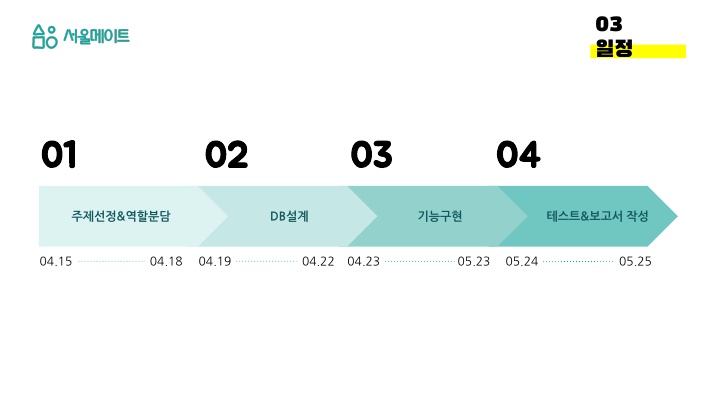 서울메이트
03
일정
01 02 03 04
주제선정&역할분담 DB설계 기능구현 테스트&보고서 작성
04.15 04.18 04.19 04.22 04.23 05.23 05.24 05.25